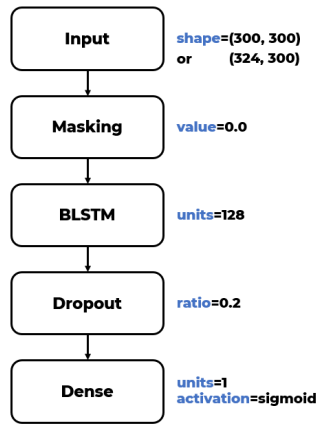 Input
shape=(300, 300)
or (324, 300)
Masking
value=0.0
BLSTM
units=128
Dropout
ratio=0.2
Dense
units=1
activation=sigmoid